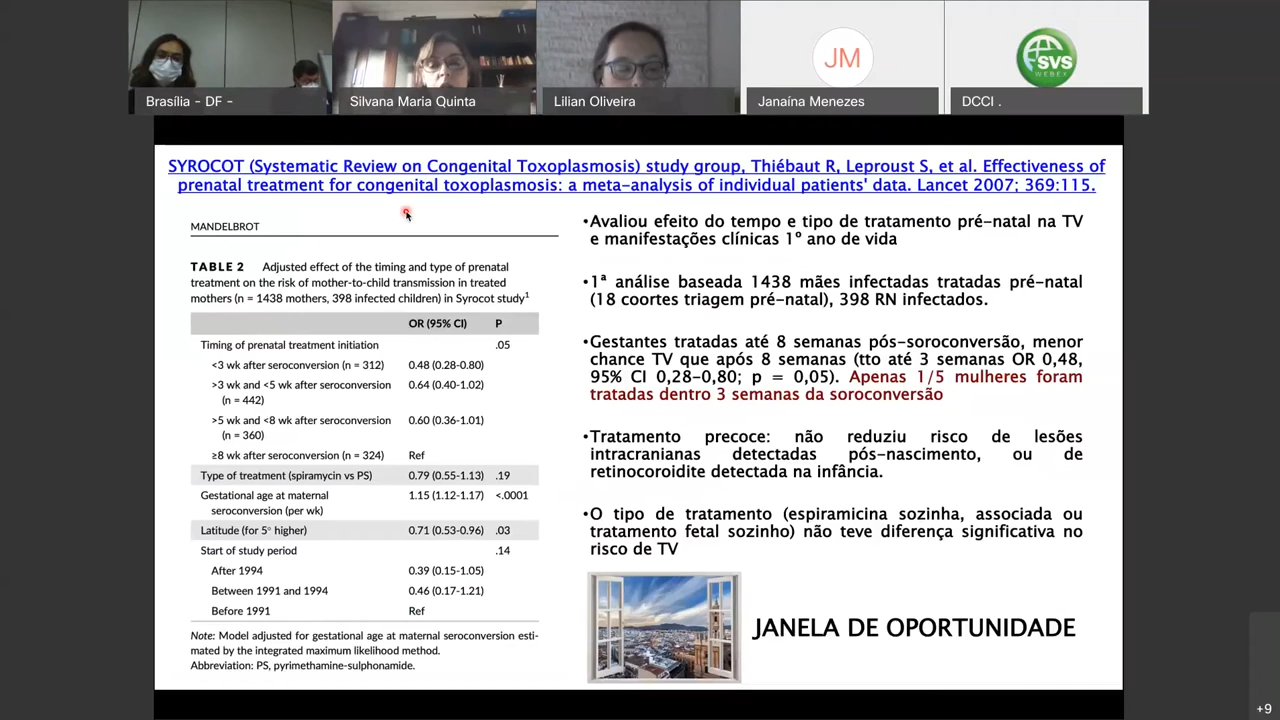 Brasília - DF -
Silvana Maria Quinta
Lilian Oliveira
JM
Janaína Menezes
SVS
WEBEX
DCCI .
SYROCOT (Systematic Review on Congenital Toxoplasmosis) study group, Thiébaut R, Leproust S, et al. Effectiveness of
prenatal treatment for congenital toxoplasmosis: a meta-analysis of individual patients' data. Lancet 2007; 369:115.
MANDELBROT
TABLE 2 Adjusted effect of the timing and type of prenatal
treatment on the risk of mother-to-child transmission in treated
mothers (n = 1438 mothers, 398 infected children) in Syrocot study¹
OR (95% CI) P
Timing of prenatal treatment initiation .05
<3 wk after seroconversion (n = 312) 0.48 (0.28-0.80)
>3 wk and <5 wk after seroconversion 0.64 (0.40-1.02)
(n = 442)
>5 wk and <8 wk after seroconversion 0.60 (0.36-1.01)
(n = 360)
≥8 wk after seroconversion (n = 324) Ref
Type of treatment (spiramycin vs PS) 0.79 (0.55-1.13) .19
Gestational age at maternal 1.15 (1.12-1.17) <.0001
seroconversion (per wk)
Latitude (for 5° higher) 0.71 (0.53-0.96) .03
Start of study period .14
After 1994 0.39 (0.15-1.05)
Between 1991 and 1994 0.46 (0.17-1.21)
Before 1991 Ref
Note: Model adjusted for gestational age at maternal seroconversion esti-
mated by the integrated maximum likelihood method.
Abbreviation: PS, pyrimethamine-sulphonamide.
•Avaliou efeito do tempo e tipo de tratamento pré-natal na TV
e manifestações clínicas 1º ano de vida
•1ª análise baseada 1438 mães infectadas tratadas pré-natal
(18 coortes triagem pré-natal), 398 RN infectados.
•Gestantes tratadas até 8 semanas pós-soroconversão, menor
chance TV que após 8 semanas (tto até 3 semanas OR 0,48,
95% CI 0,28-0,80; p = 0,05). Apenas 1/5 mulheres foram
tratadas dentro 3 semanas da soroconversão
•Tratamento precoce: não reduziu risco de lesões
intracranianas detectadas pós-nascimento, ou de
retinocoroidite detectada na infância.
•O tipo de tratamento (espiramicina sozinha, associada ou
tratamento fetal sozinho) não teve diferença significativa no
risco de TV
JANELA DE OPORTUNIDADE
+9